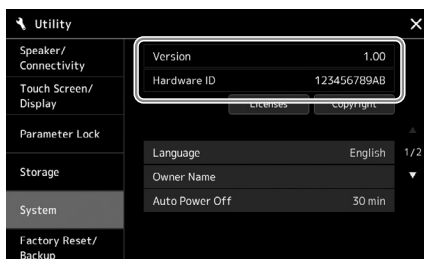 Utility
Speaker/
Connectivity
Touch Screen/
Display
Parameter Lock
Storage
System
Factory Reset/
Backup
Version 1.00
Hardware ID 123456789AB
Licenses Copyright
Language English 1/2
Owner Name
Auto Power Off 30 min